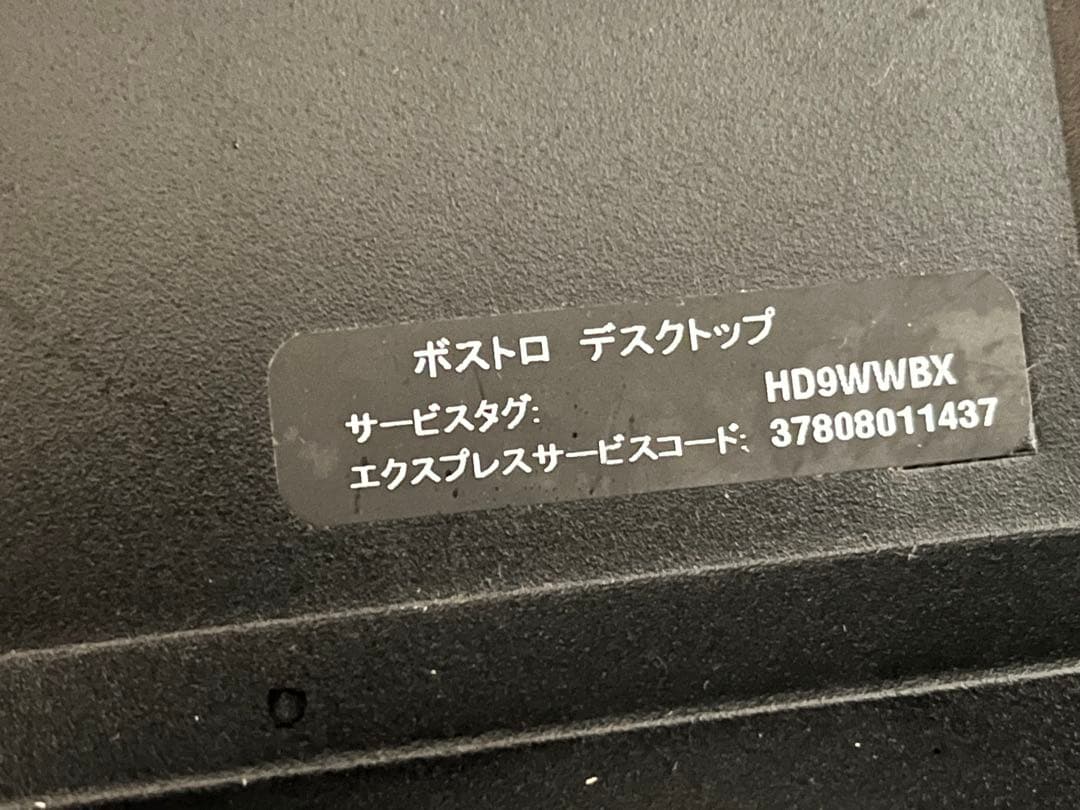 ボストロ デスクトップ
サービスタグ: HD9WWBX
エクスプレスサービスコード: 37808011437